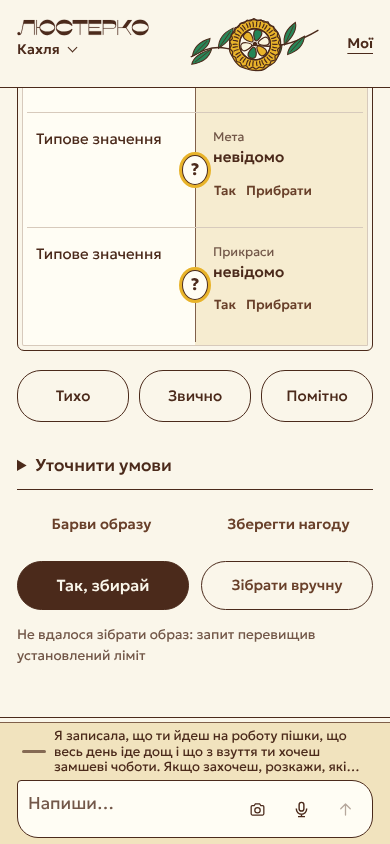 ЛЮСТЕРКО
Кахля
Мої
Типове значення
Мета
невідомо
?
Так Прибрати
Типове значення
Прикраси
невідомо
?
Так Прибрати
Тихо Звично Помітно
Уточнити умови
Барви образу Зберегти нагоду
Так, збирай Зібрати вручну
Не вдалося зібрати образ: запит перевищив
установлений ліміт
Я записала, що ти йдеш на роботу пішки, що
весь день іде дощ і що з взуття ти хочеш
замшеві чоботи. Якщо захочеш, розкажи, які…
Напиши…